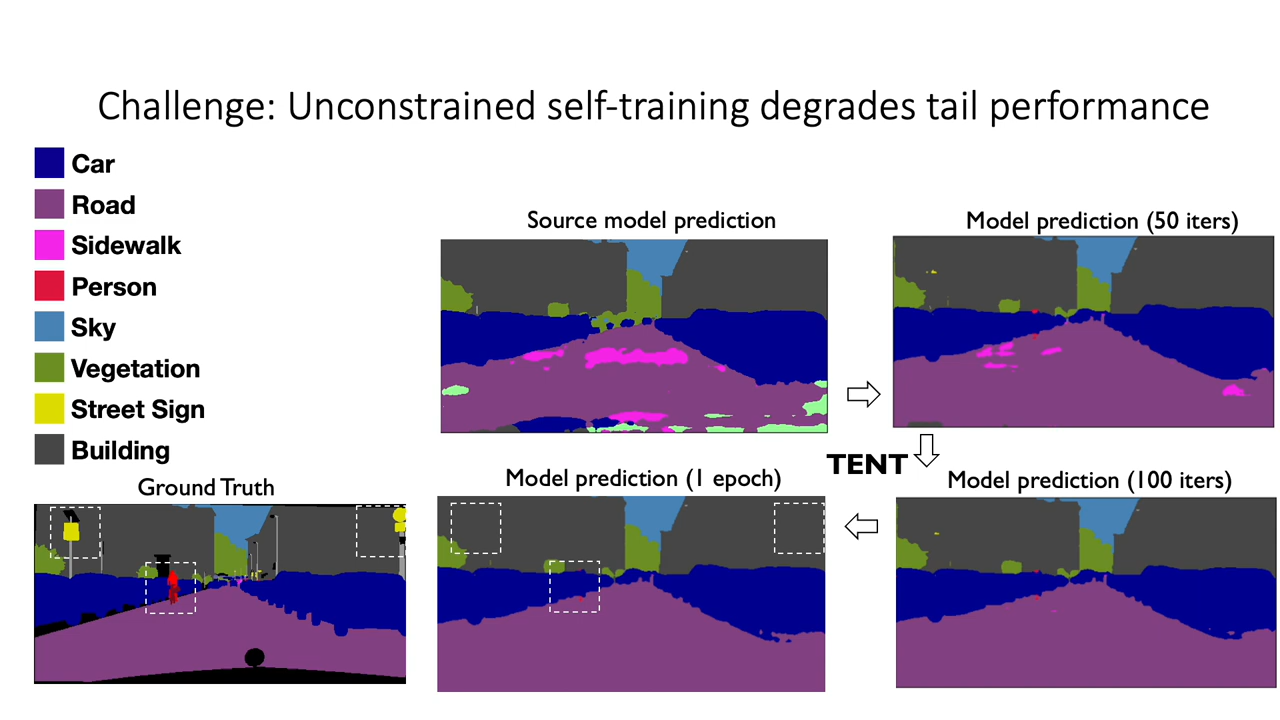 Challenge: Unconstrained self-training degrades tail performance
Car
Road
Sidewalk
Person
Sky
Vegetation
Street Sign
Building
Source model prediction
Model prediction (50 iters)
TENT
Model prediction (100 iters)
Model prediction (1 epoch)
Ground Truth